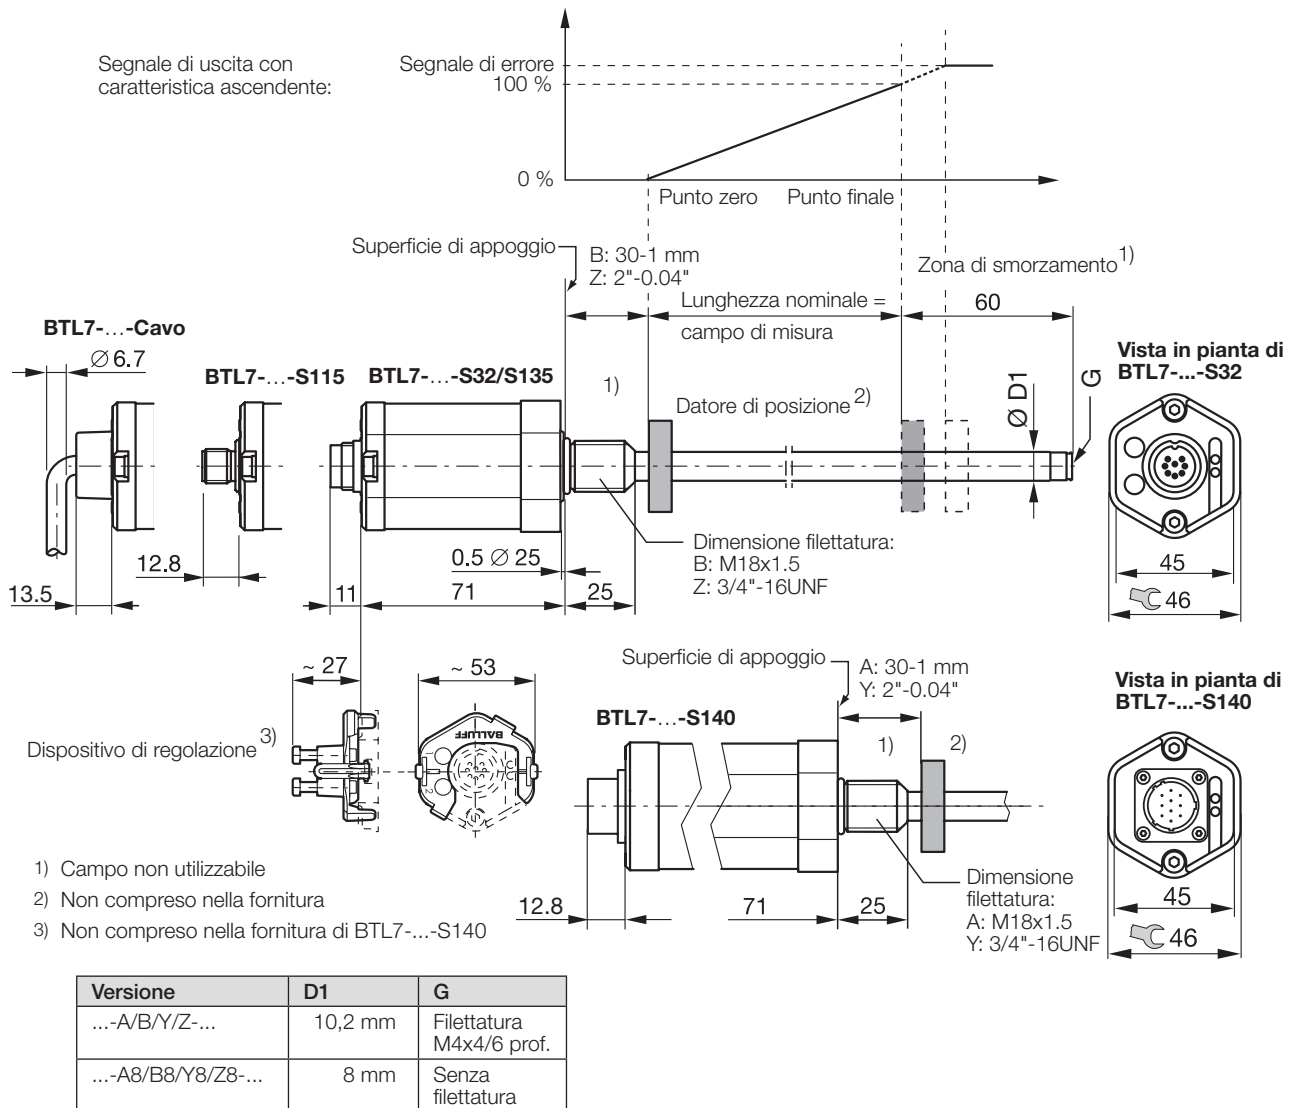 Segnale di uscita con
caratteristica ascendente:
Segnale di errore
100 %
0 %
Punto zero
Punto finale
Superficie di appoggio
B: 30-1 mm
Z: 2"-0.04"
Zona di smorzamento 1)
Lunghezza nominale =
campo di misura
60
BTL7-...-Cavo
Ø 6.7
BTL7-...-S115
BTL7-...-S32/S135
1)
Datore di posizione 2)
Ø D1
G
Vista in pianta di
BTL7-...-S32
Dimensione filettatura:
B: M18x1.5
Z: 3/4"-16UNF
0.5 Ø 25
12.8
13.5
11
71
25
45
46
~ 27
~ 53
Dispositivo di regolazione 3)
BALLUFF
1
2
Superficie di appoggio
A: 30-1 mm
Y: 2"-0.04"
BTL7-...-S140
1)
2)
Vista in pianta di
BTL7-...-S140
12.8
71
25
Dimensione
filettatura:
A: M18x1.5
Y: 3/4"-16UNF
45
46
1) Campo non utilizzabile
2) Non compreso nella fornitura
3) Non compreso nella fornitura di BTL7-...-S140
Versione D1 G
...-A/B/Y/Z-... 10,2 mm Filettatura
M4x4/6 prof.
...-A8/B8/Y8/Z8-... 8 mm Senza
filettatura